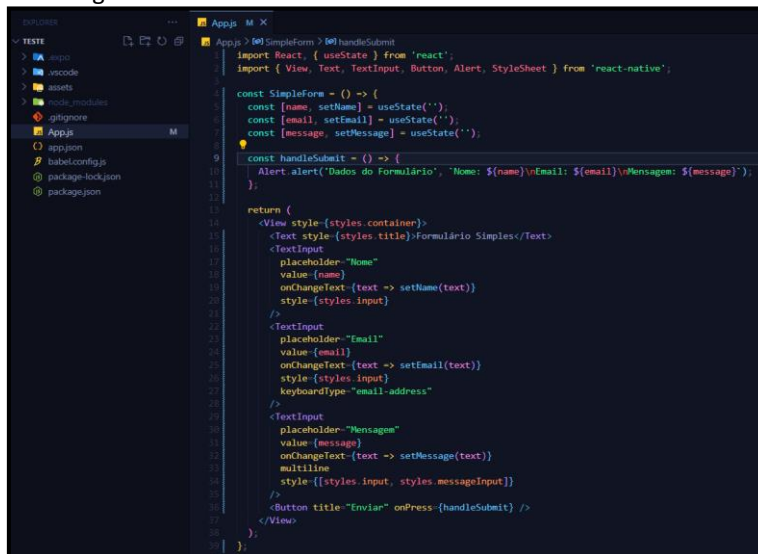 EXPLORER ...
TESTE
.expo
.vscode
assets
node_modules
.gitignore
App.js M
app.json
babel.config.js
package-lock.json
package.json
App.js M X
App.js > SimpleForm > handleSubmit
1 import React, { useState } from 'react';
2 import { View, Text, TextInput, Button, Alert, StyleSheet } from 'react-native';
3
4 const SimpleForm = () => {
5 const [name, setName] = useState('');
6 const [email, setEmail] = useState('');
7 const [message, setMessage] = useState('');
8
9 const handleSubmit = () => {
10 Alert.alert('Dados do Formulário', `Nome: ${name}\nEmail: ${email}\nMensagem: ${message}`);
11 };
12
13 return (
14 <View style={styles.container}>
15 <Text style={styles.title}>Formulário Simples</Text>
16 <TextInput
17 placeholder="Nome"
18 value={name}
19 onChangeText={text => setName(text)}
20 style={styles.input}
21 />
22 <TextInput
23 placeholder="Email"
24 value={email}
25 onChangeText={text => setEmail(text)}
26 style={styles.input}
27 keyboardType="email-address"
28 />
29 <TextInput
30 placeholder="Mensagem"
31 value={message}
32 onChangeText={text => setMessage(text)}
33 multiline
34 style={[styles.input, styles.messageInput]}
35 />
36 <Button title="Enviar" onPress={handleSubmit} />
37 </View>
38 );
39 };